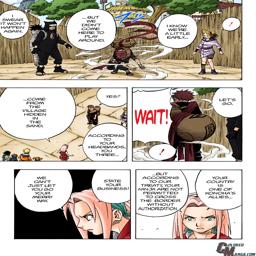 I KNOW
WE'RE A
LITTLE EARLY...
...BUT
WE DIDN'T
COME HERE TO
PLAY AROUND.
I
SWEAR IT
WON'T
HAPPEN
AGAIN.
LET'S
GO.
WAIT!
YES?
ACCORDING
TO YOUR
HEADBANDS,
YOU
THREE...
...COME
FROM THE
VILLAGE
HIDDEN
IN THE
SAND.
YOUR
COUNTRY
IS ONE OF
KONOHA'S
ALLIES.
ACCORDING
TO OUR
TREATY, YOUR
NINJA ARE NOT
PERMITTED
TO CROSS
THE BORDER
WITHOUT
AUTHORIZATION.
STATE
YOUR
BUSINESS!
WE
CAN'T JUST
LET YOU
GO YOUR
MERRY
WAY.
COLORED
MANGA.COM